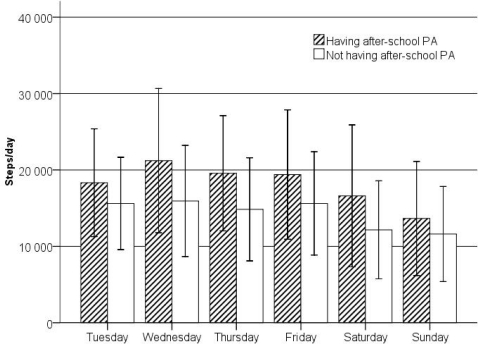 40 000
Having after-school PA
Not having after-school PA
30 000
Steps/day
20 000
10 000
0
Tuesday Wednesday Thursday Friday Saturday Sunday